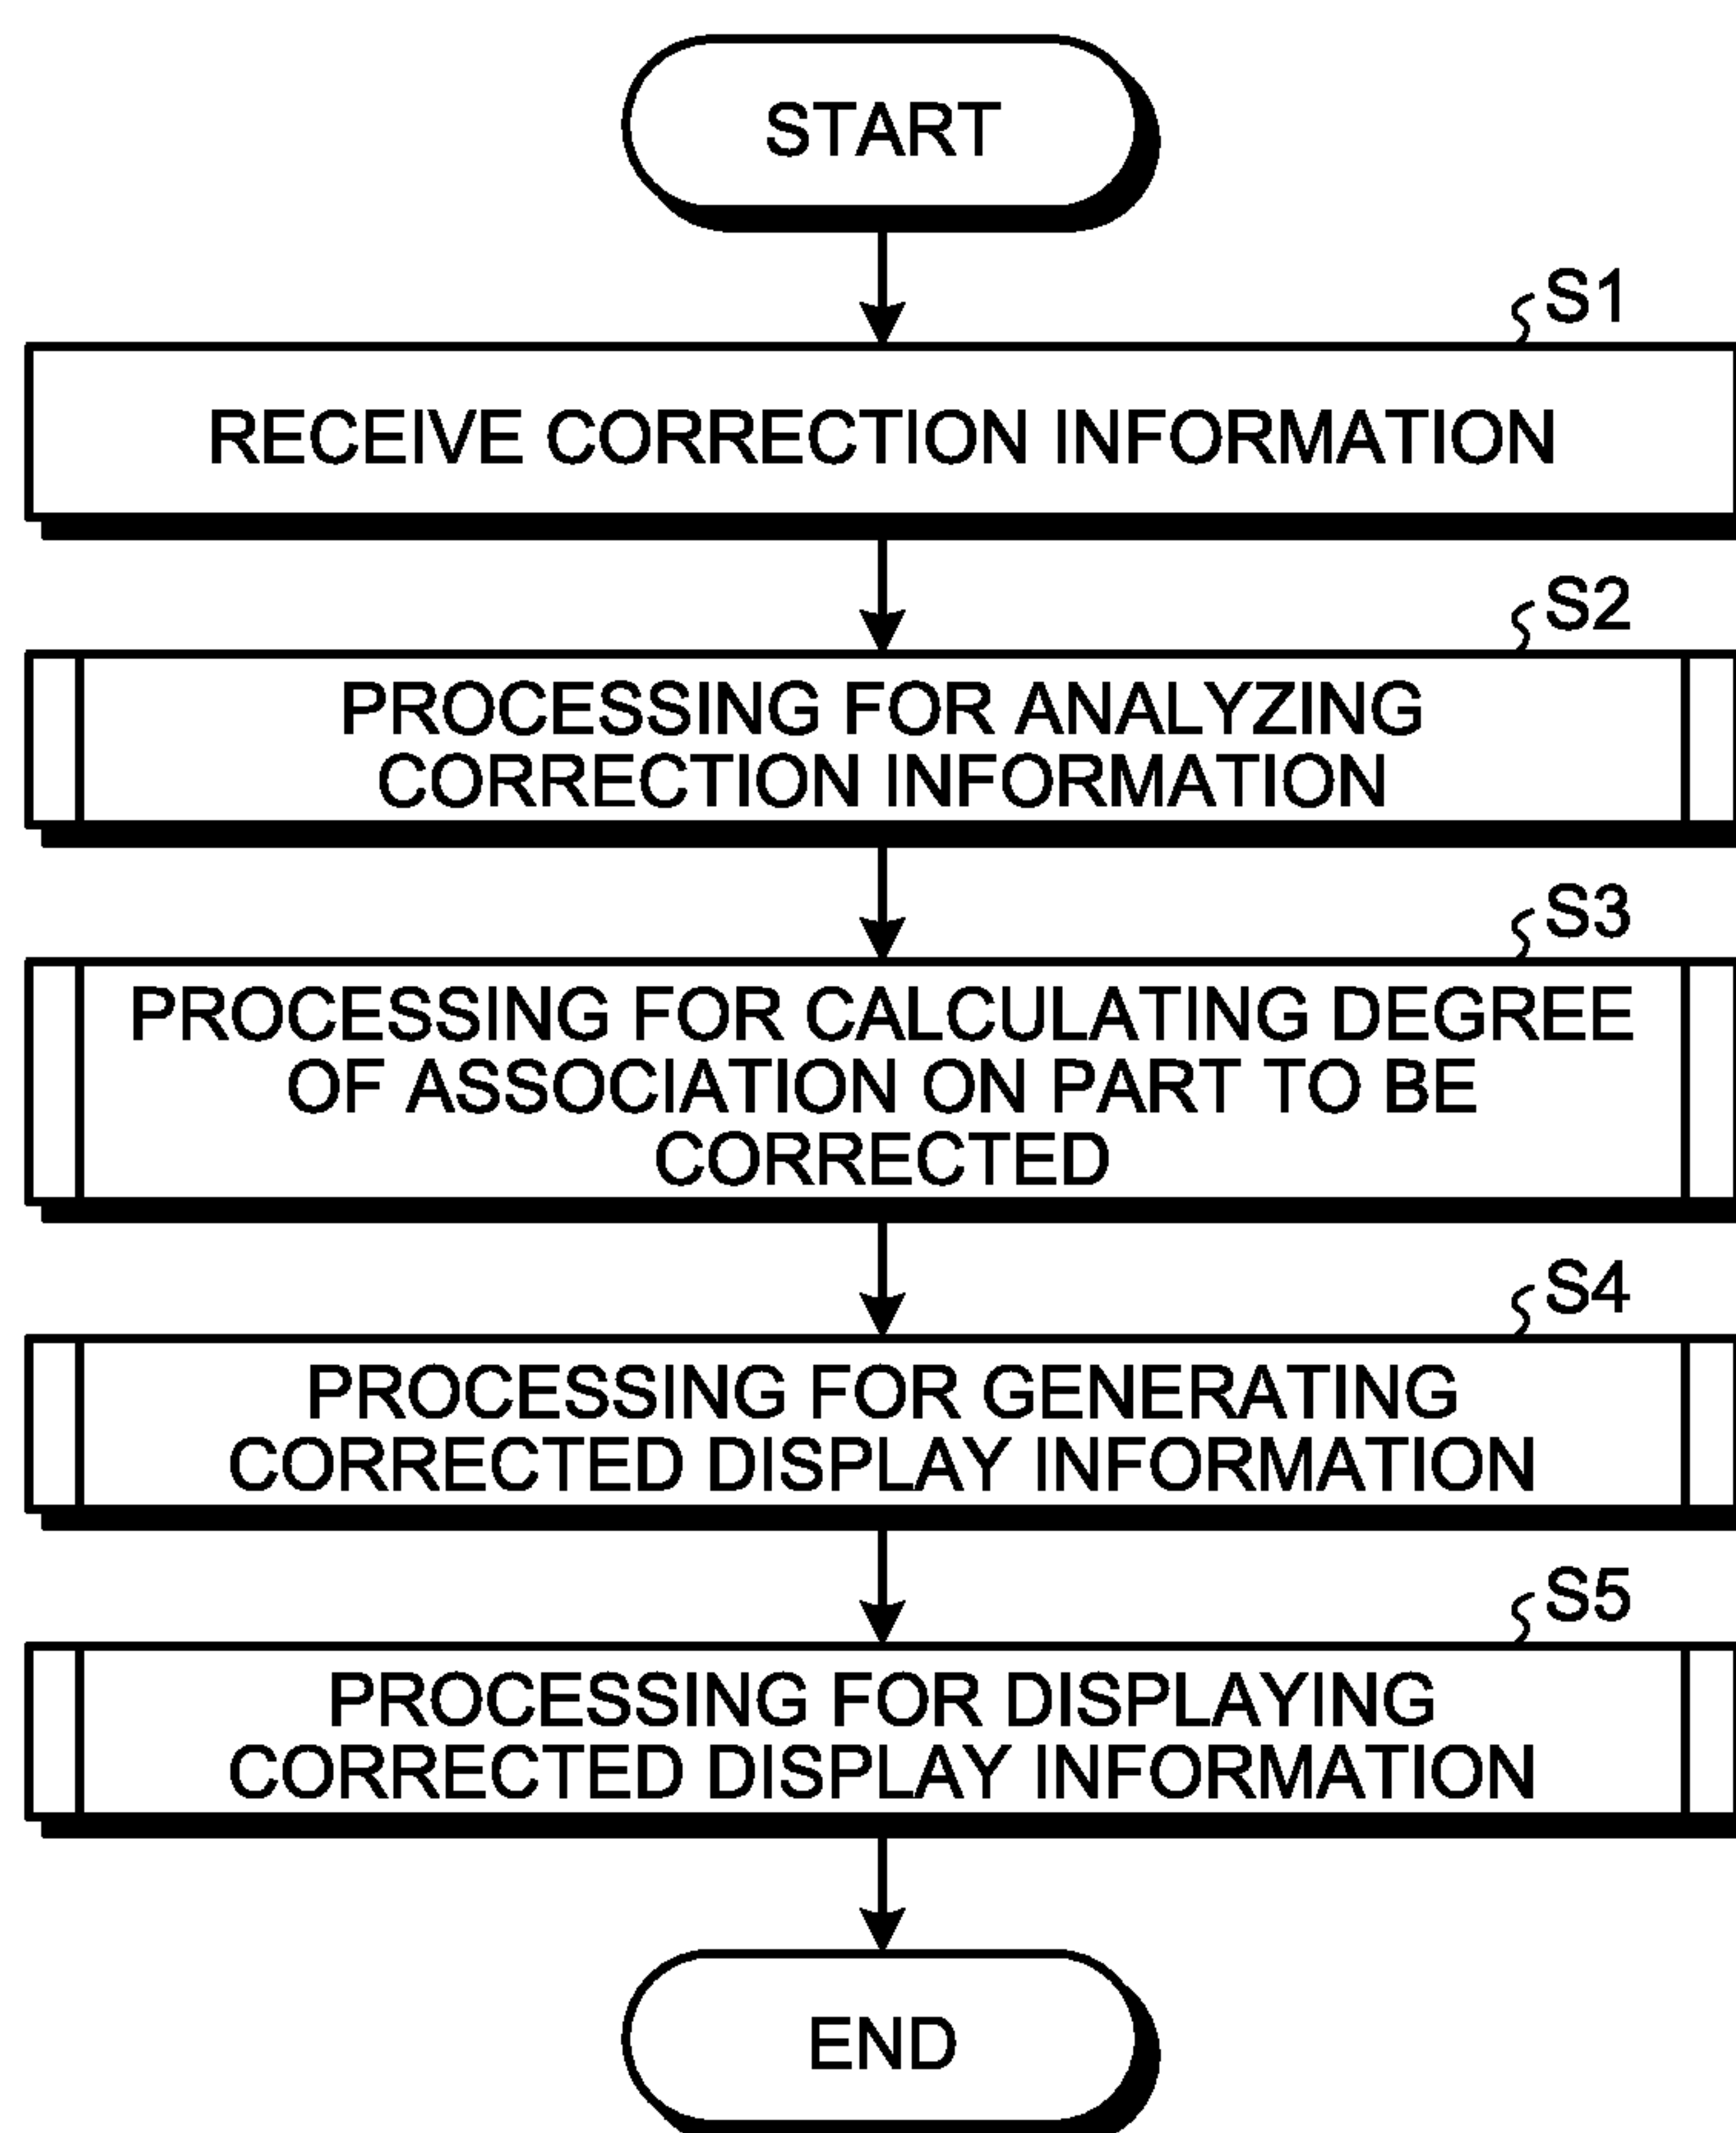 START
S1
RECEIVE CORRECTION INFORMATION
S2
PROCESSING FOR ANALYZING
CORRECTION INFORMATION
S3
PROCESSING FOR CALCULATING DEGREE
OF ASSOCIATION ON PART TO BE
CORRECTED
S4
PROCESSING FOR GENERATING
CORRECTED DISPLAY INFORMATION
S5
PROCESSING FOR DISPLAYING
CORRECTED DISPLAY INFORMATION
END